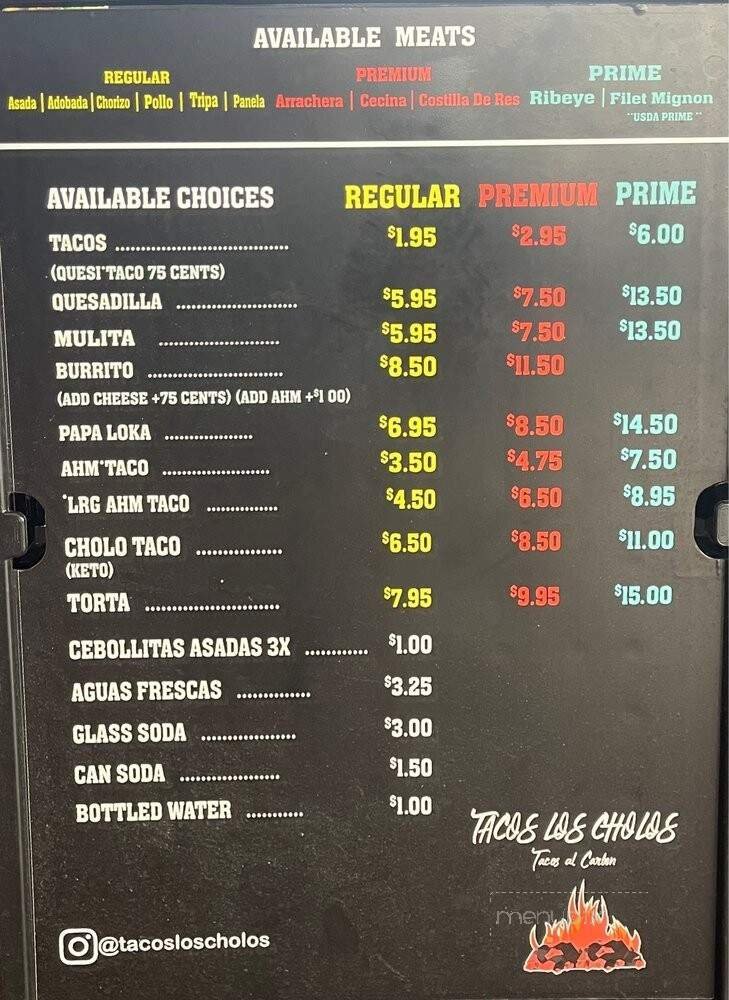 AVAILABLE MEATS
REGULAR PREMIUM PRIME
Asada | Adobada | Chorizo | Pollo | Tripa | Panela Arrachera | Cecina | Costilla De Res Ribeye | Filet Mignon
"USDA PRIME"
AVAILABLE CHOICES REGULAR PREMIUM PRIME
TACOS ................................ $1.95 $2.95 $6.00
(QUESI*TACO 75 CENTS)
QUESADILLA ...................... $5.95 $7.50 $13.50
MULITA ...................... $5.95 $7.50 $13.50
BURRITO ......................... $8.50 $11.50
(ADD CHEESE +75 CENTS) (ADD AHM +$1 00)
PAPA LOKA ................ $6.95 $8.50 $14.50
AHM*TACO .................... $3.50 $4.75 $7.50
*LRG AHM TACO ............. $4.50 $6.50 $8.95
CHOLO TACO ................ $6.50 $8.50 $11.00
(KETO)
TORTA ......................... $7.95 $9.95 $15.00
CEBOLLITAS ASADAS 3X ............ $1.00
AGUAS FRESCAS .............. $3.25
GLASS SODA .................. $3.00
CAN SODA ................... $1.50
BOTTLED WATER ........... $1.00
TACOS LOS CHOLOS
Tacos al Carbon
@tacosloscholos